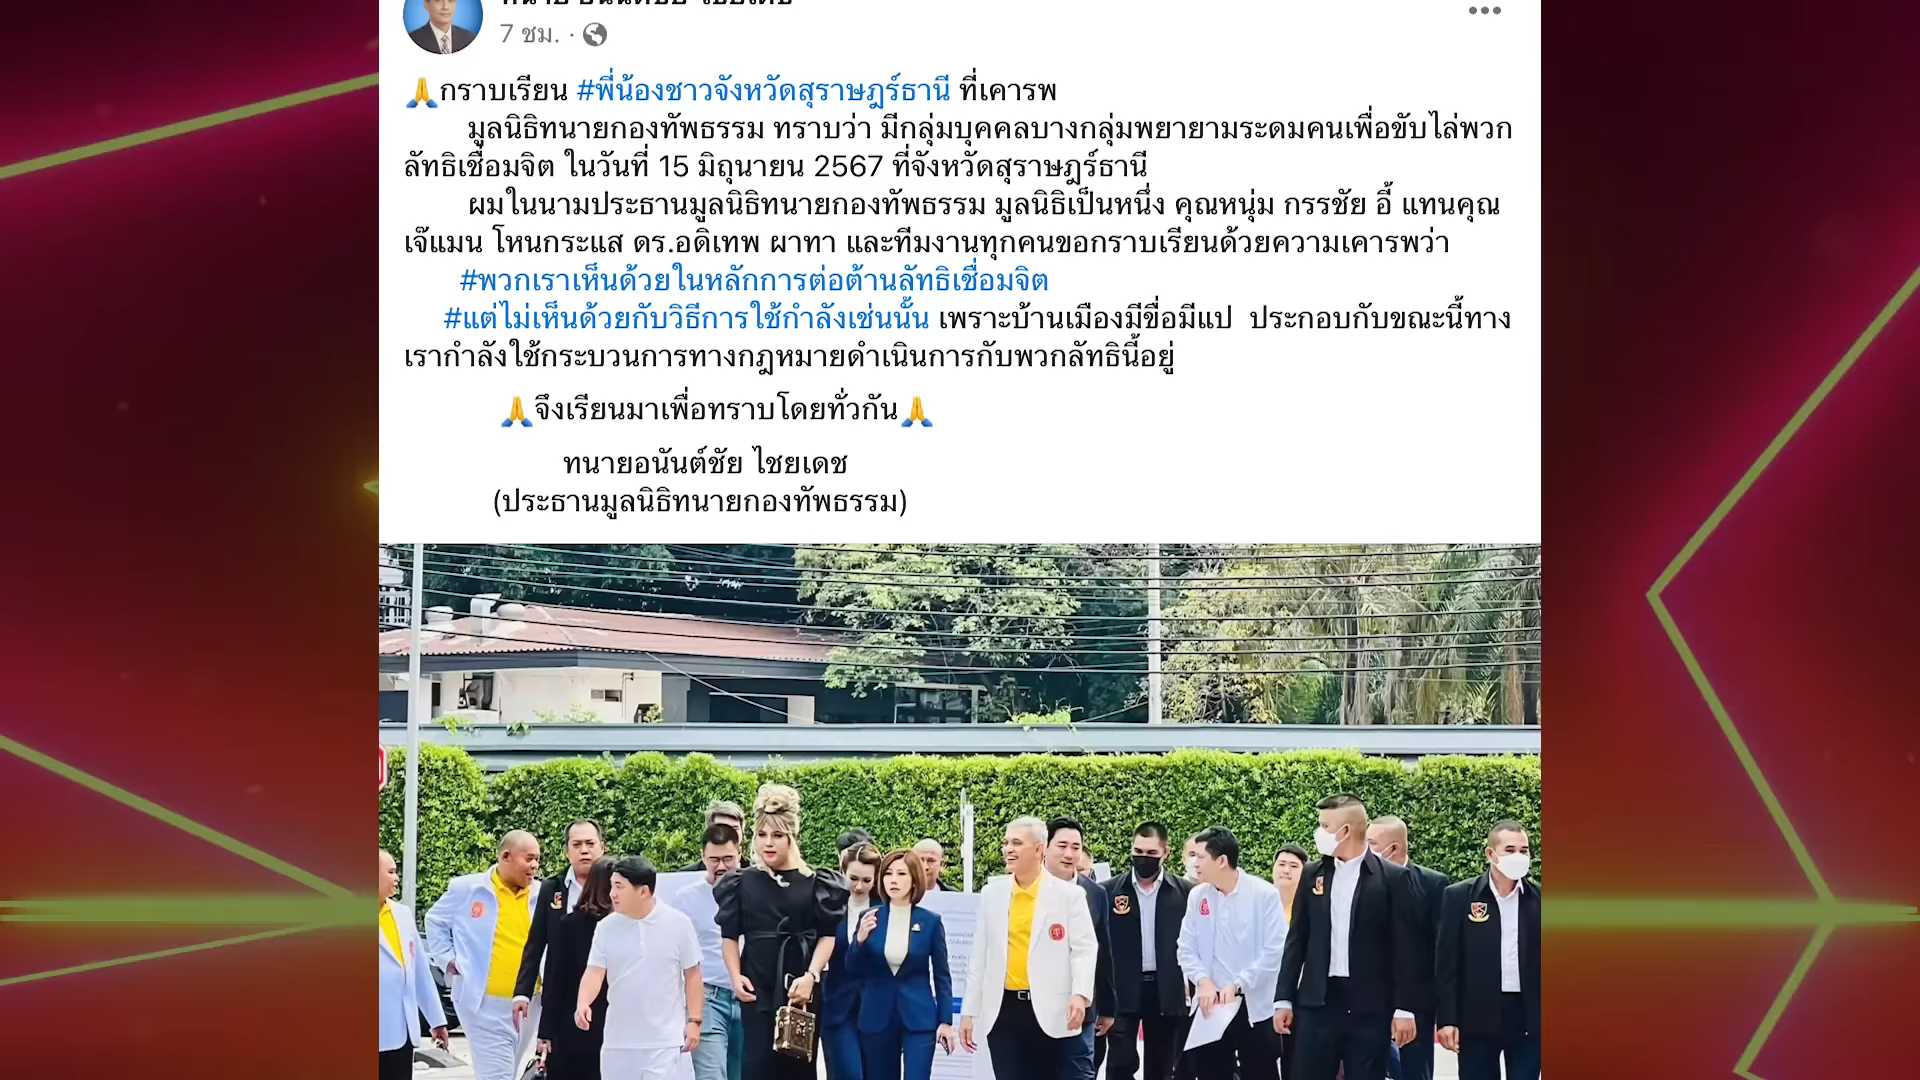 7 ชม. ·
🙏กราบเรียน #พี่น้องชาวจังหวัดสุราษฎร์ธานี ที่เคารพ
มูลนิธิทนายกองทัพธรรม ทราบว่า มีกลุ่มบุคคลบางกลุ่มพยายามระดมคนเพื่อขับไล่พวก
ลัทธิเชื่อมจิต ในวันที่ 15 มิถุนายน 2567 ที่จังหวัดสุราษฎร์ธานี
ผมในนามประธานมูลนิธิทนายกองทัพธรรม มูลนิธิเป็นหนึ่ง คุณหนุ่ม กรรชัย อี้ แทนคุณ
เจ๊แมน โหนกระแส ดร.อดิเทพ ผาทา และทีมงานทุกคนขอกราบเรียนด้วยความเคารพว่า
#พวกเราเห็นด้วยในหลักการต่อต้านลัทธิเชื่อมจิต
#แต่ไม่เห็นด้วยกับวิธีการใช้กำลังเช่นนั้น เพราะบ้านเมืองมีขื่อมีแป ประกอบกับขณะนี้ทาง
เรากำลังใช้กระบวนการทางกฎหมายดำเนินการกับพวกลัทธินี้อยู่
🙏จึงเรียนมาเพื่อทราบโดยทั่วกัน🙏
ทนายอนันต์ชัย ไชยเดช
(ประธานมูลนิธิทนายกองทัพธรรม)